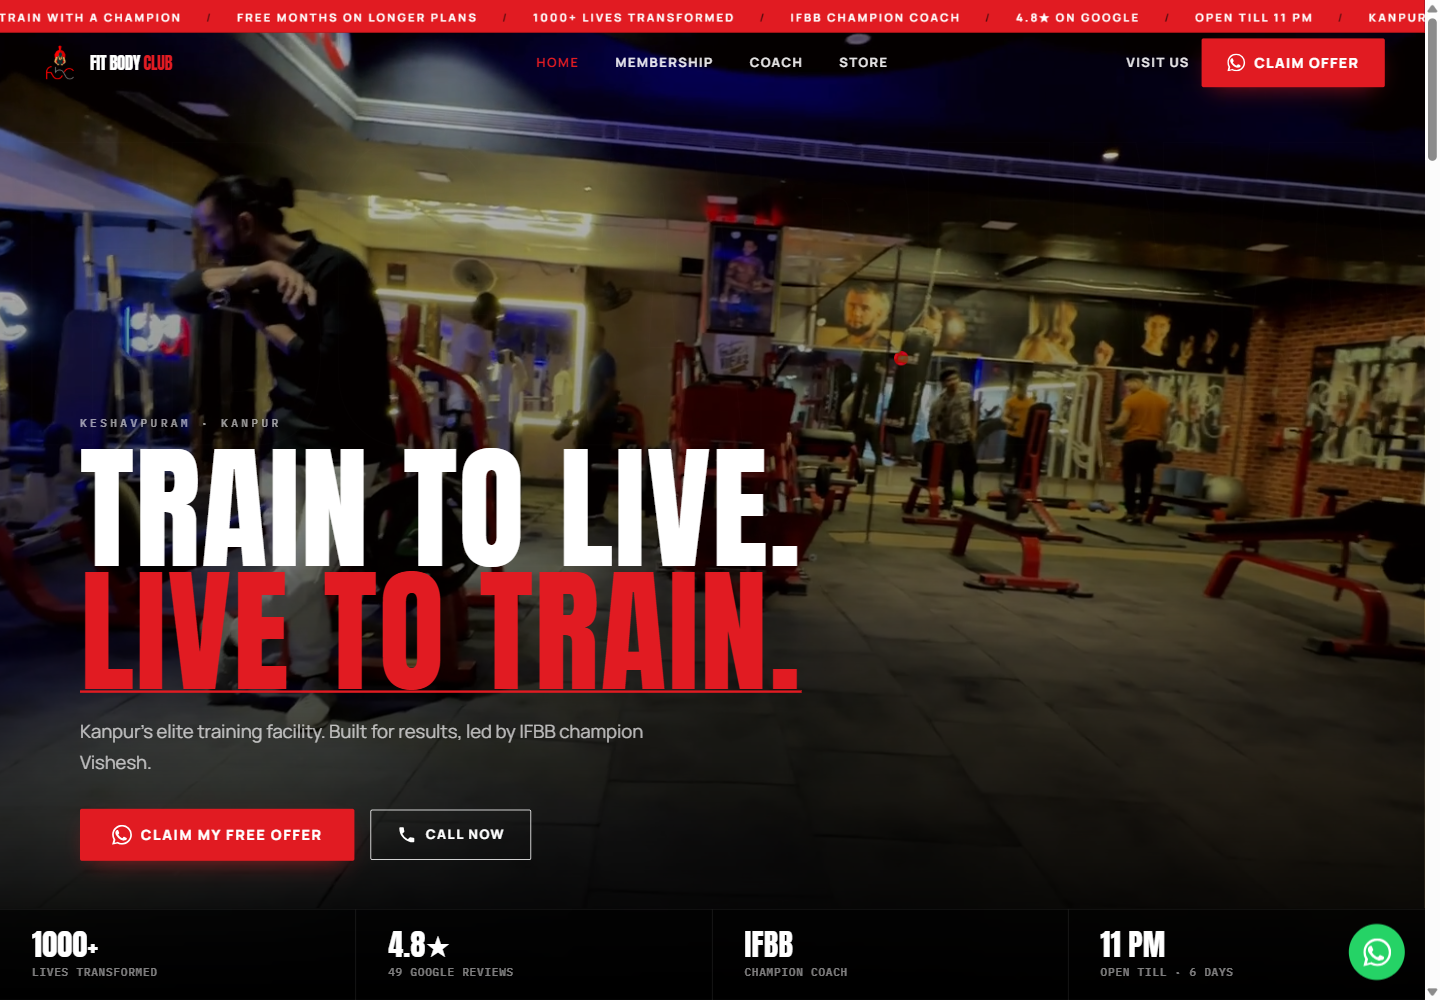 TRAIN WITH A CHAMPION / FREE MONTHS ON LONGER PLANS / 1000+ LIVES TRANSFORMED / IFBB CHAMPION COACH / 4.8★ ON GOOGLE / OPEN TILL 11 PM / KANPUR
fbc FIT BODY CLUB HOME MEMBERSHIP COACH STORE VISIT US CLAIM OFFER
KESHAVPURAM · KANPUR
TRAIN TO LIVE.
LIVE TO TRAIN.
Kanpur's elite training facility. Built for results, led by IFBB champion
Vishesh.
CLAIM MY FREE OFFER CALL NOW
1000+ 4.8★ IFBB 11 PM
LIVES TRANSFORMED 49 GOOGLE REVIEWS CHAMPION COACH OPEN TILL · 6 DAYS